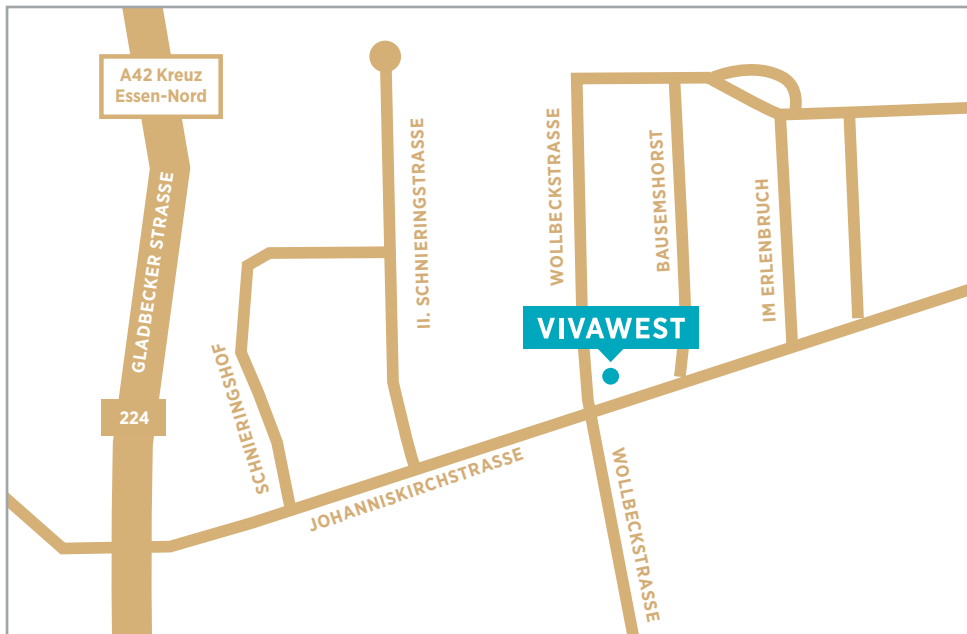 A42 Kreuz
Essen-Nord
GLADBECKER STRASSE
224
SCHNIERINGSHOF
II. SCHNIERINGSTRASSE
JOHANNISKIRCHSTRASSE
WOLLBECKSTRASSE
BAUSEMSHORST
IM ERLENBRUCH
VIVAWEST
WOLLBECKSTRASSE